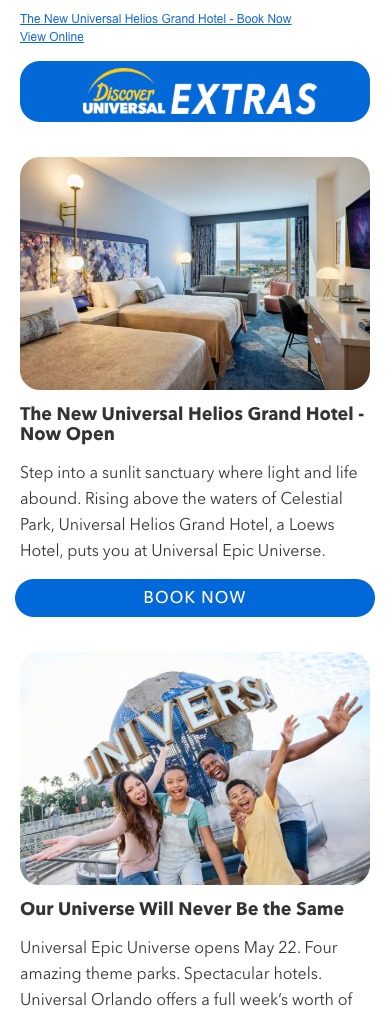 The New Universal Helios Grand Hotel - Book Now
View Online
Discover
UNIVERSAL EXTRAS
The New Universal Helios Grand Hotel -
Now Open
Step into a sunlit sanctuary where light and life
abound. Rising above the waters of Celestial
Park, Universal Helios Grand Hotel, a Loews
Hotel, puts you at Universal Epic Universe.
BOOK NOW
UNIVERSAL
Our Universe Will Never Be the Same
Universal Epic Universe opens May 22. Four
amazing theme parks. Spectacular hotels.
Universal Orlando offers a full week’s worth of